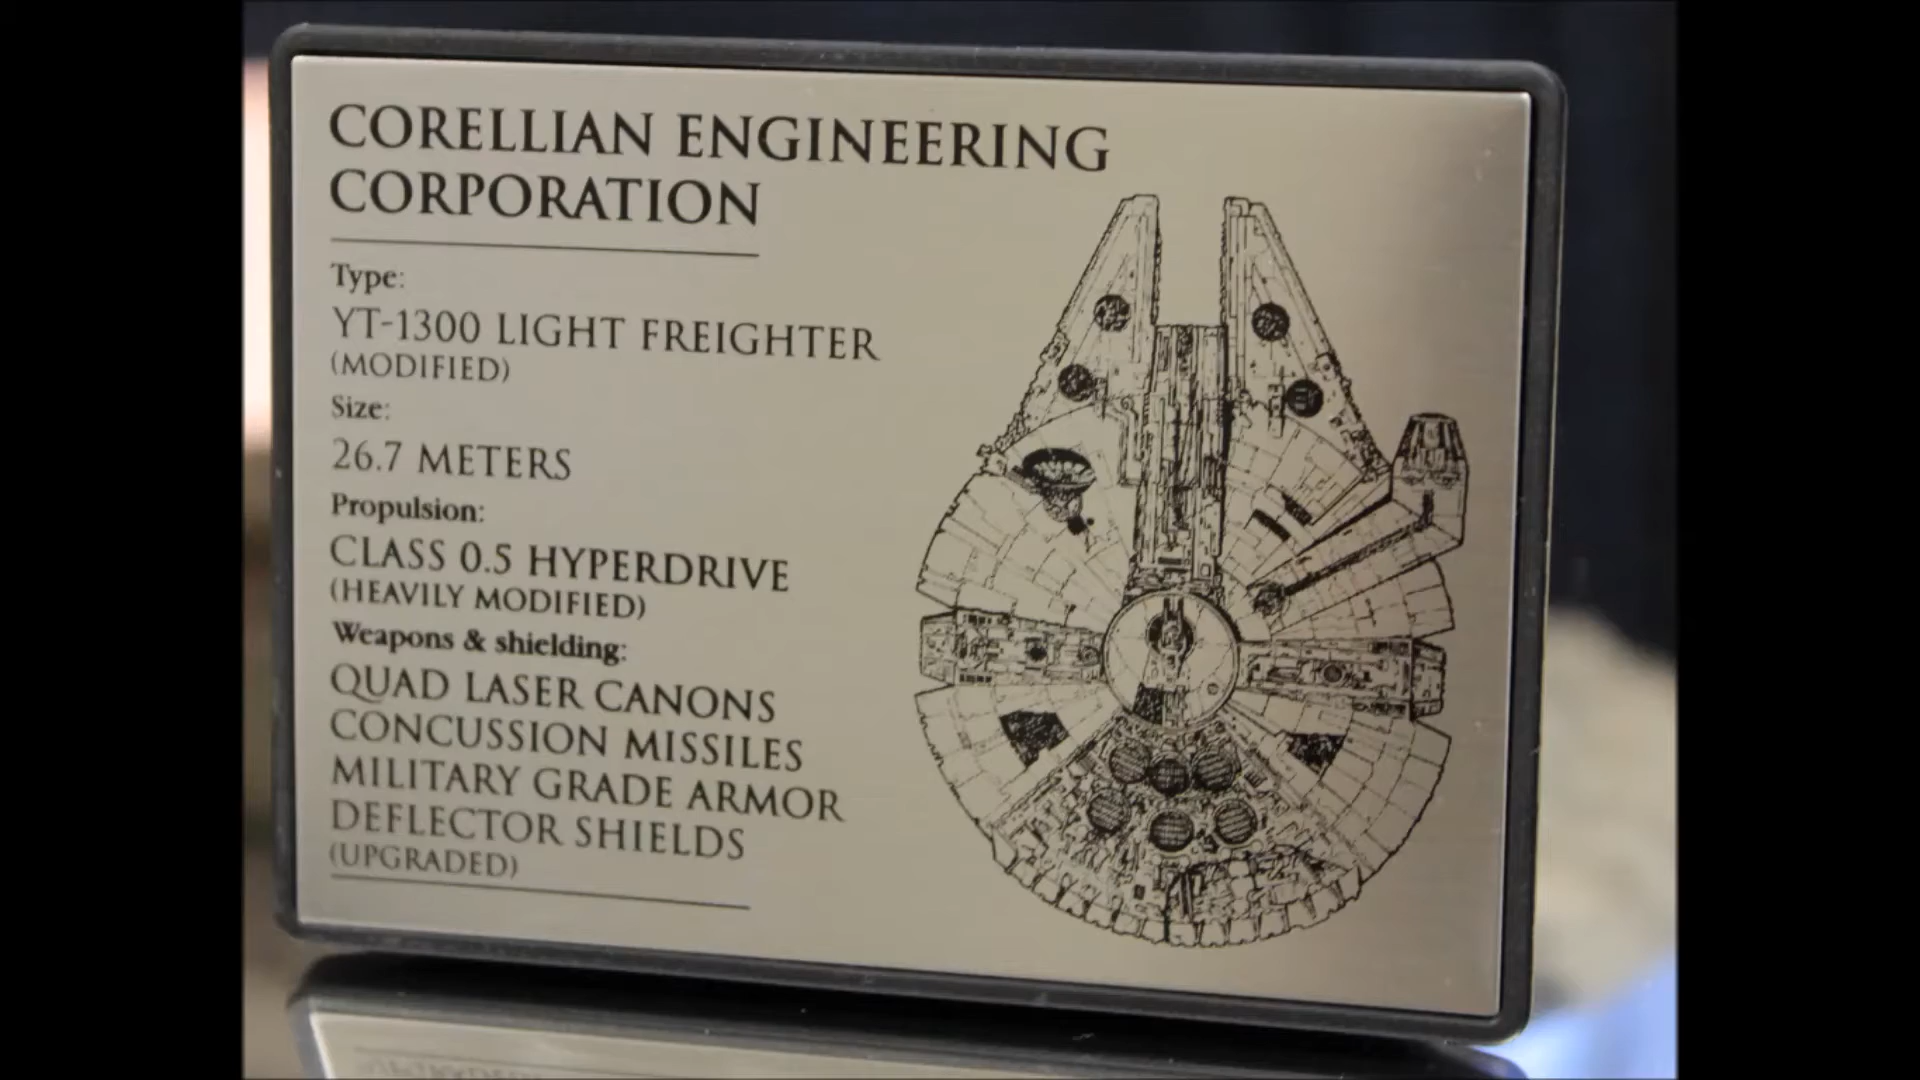 CORELLIAN ENGINEERING
CORPORATION
Type:
YT-1300 LIGHT FREIGHTER
(MODIFIED)
Size:
26.7 METERS
Propulsion:
CLASS 0.5 HYPERDRIVE
(HEAVILY MODIFIED)
Weapons & shielding:
QUAD LASER CANONS
CONCUSSION MISSILES
MILITARY GRADE ARMOR
DEFLECTOR SHIELDS
(UPGRADED)